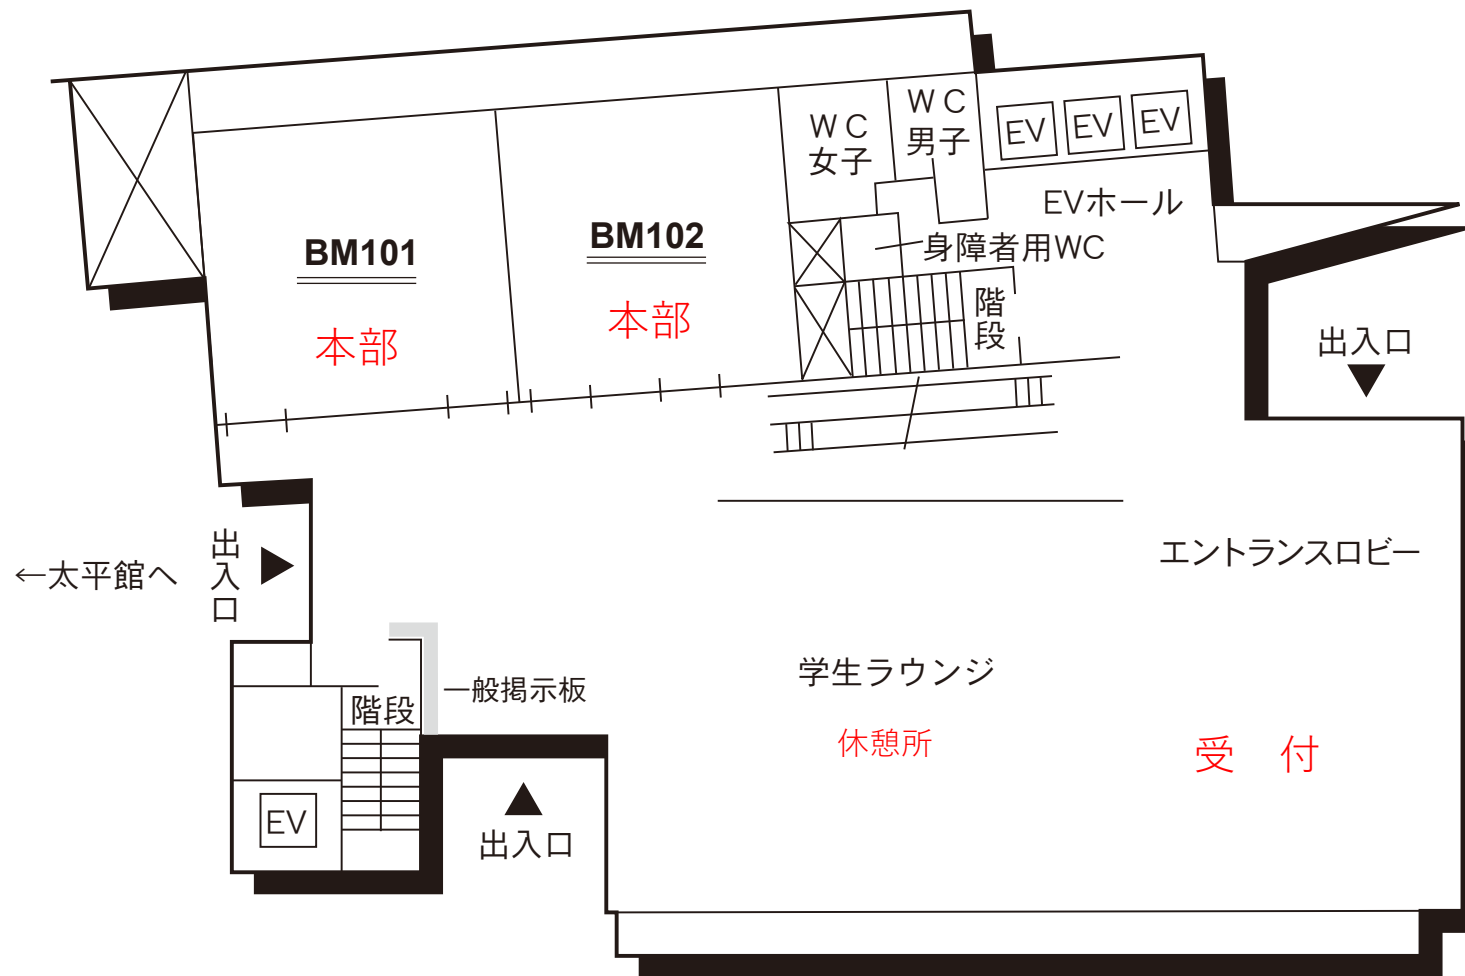 WC
女子
WC
男子
EV
EV
EV
EVホール
BM101
本部
BM102
本部
身障者用WC
階
段
出入口
←太平館へ
出
入
口
エントランスロビー
学生ラウンジ
休憩所
受 付
一般掲示板
階段
EV
出入口